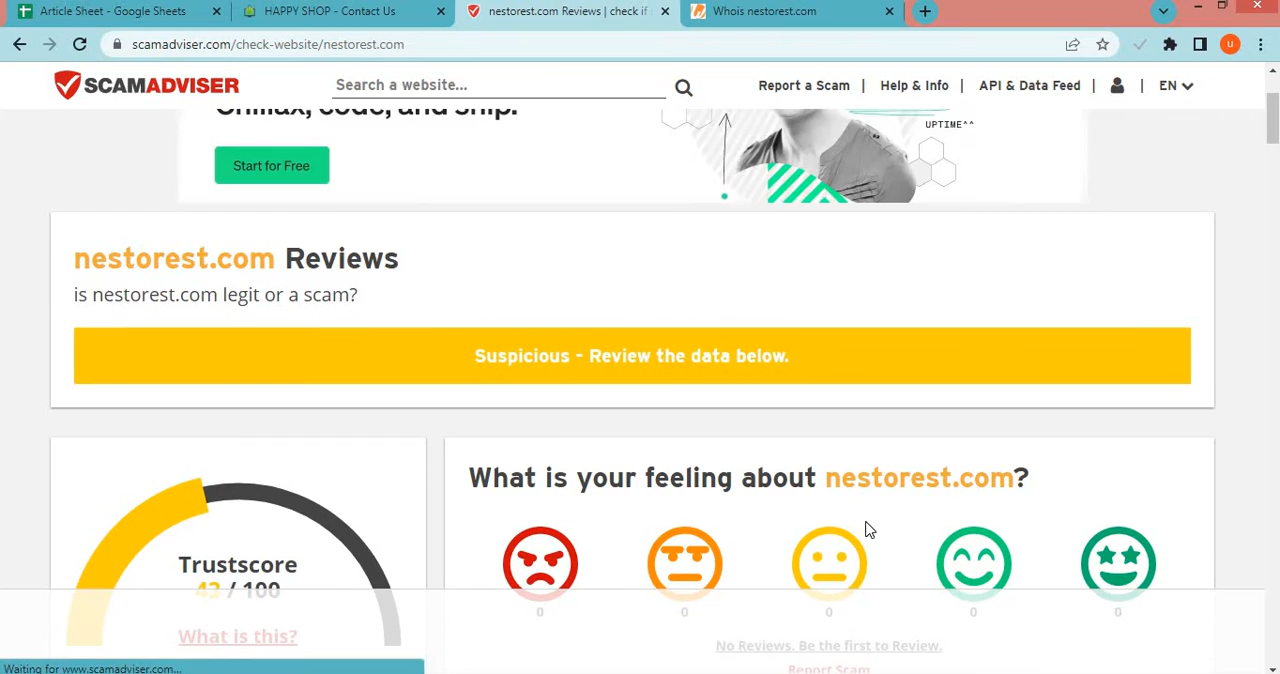 Article Sheet - Google Sheets
HAPPY SHOP - Contact Us
nestorest.com Reviews | check if
Whois nestorest.com
scamadviser.com/check-website/nestorest.com
U
SCAMADVISER
Search a website...
Report a Scam |
Help & Info |
API & Data Feed |
| EN
Chillax, code, and ship.
UPTIME^^
Start for Free
nestorest.com Reviews
is nestorest.com legit or a scam?
Suspicious - Review the data below.
What is your feeling about nestorest.com?
Trustscore
43 / 100
What is this?
0
0
0
0
0
No Reviews. Be the first to Review.
Report Scam
Waiting for www.scamadviser.com...